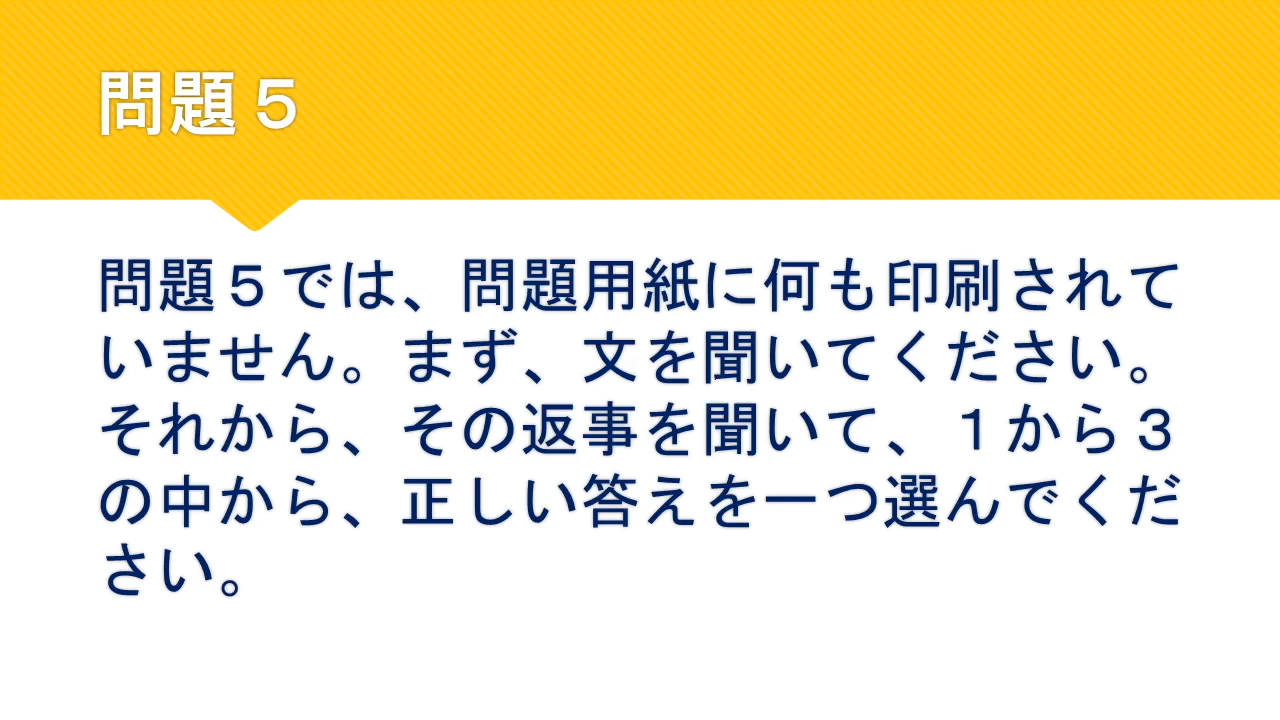 問題５
問題５では、問題用紙に何も印刷されて
いません。まず、文を聞いてください。
それから、その返事を聞いて、１から３
の中から、正しい答えを一つ選んでくだ
さい。